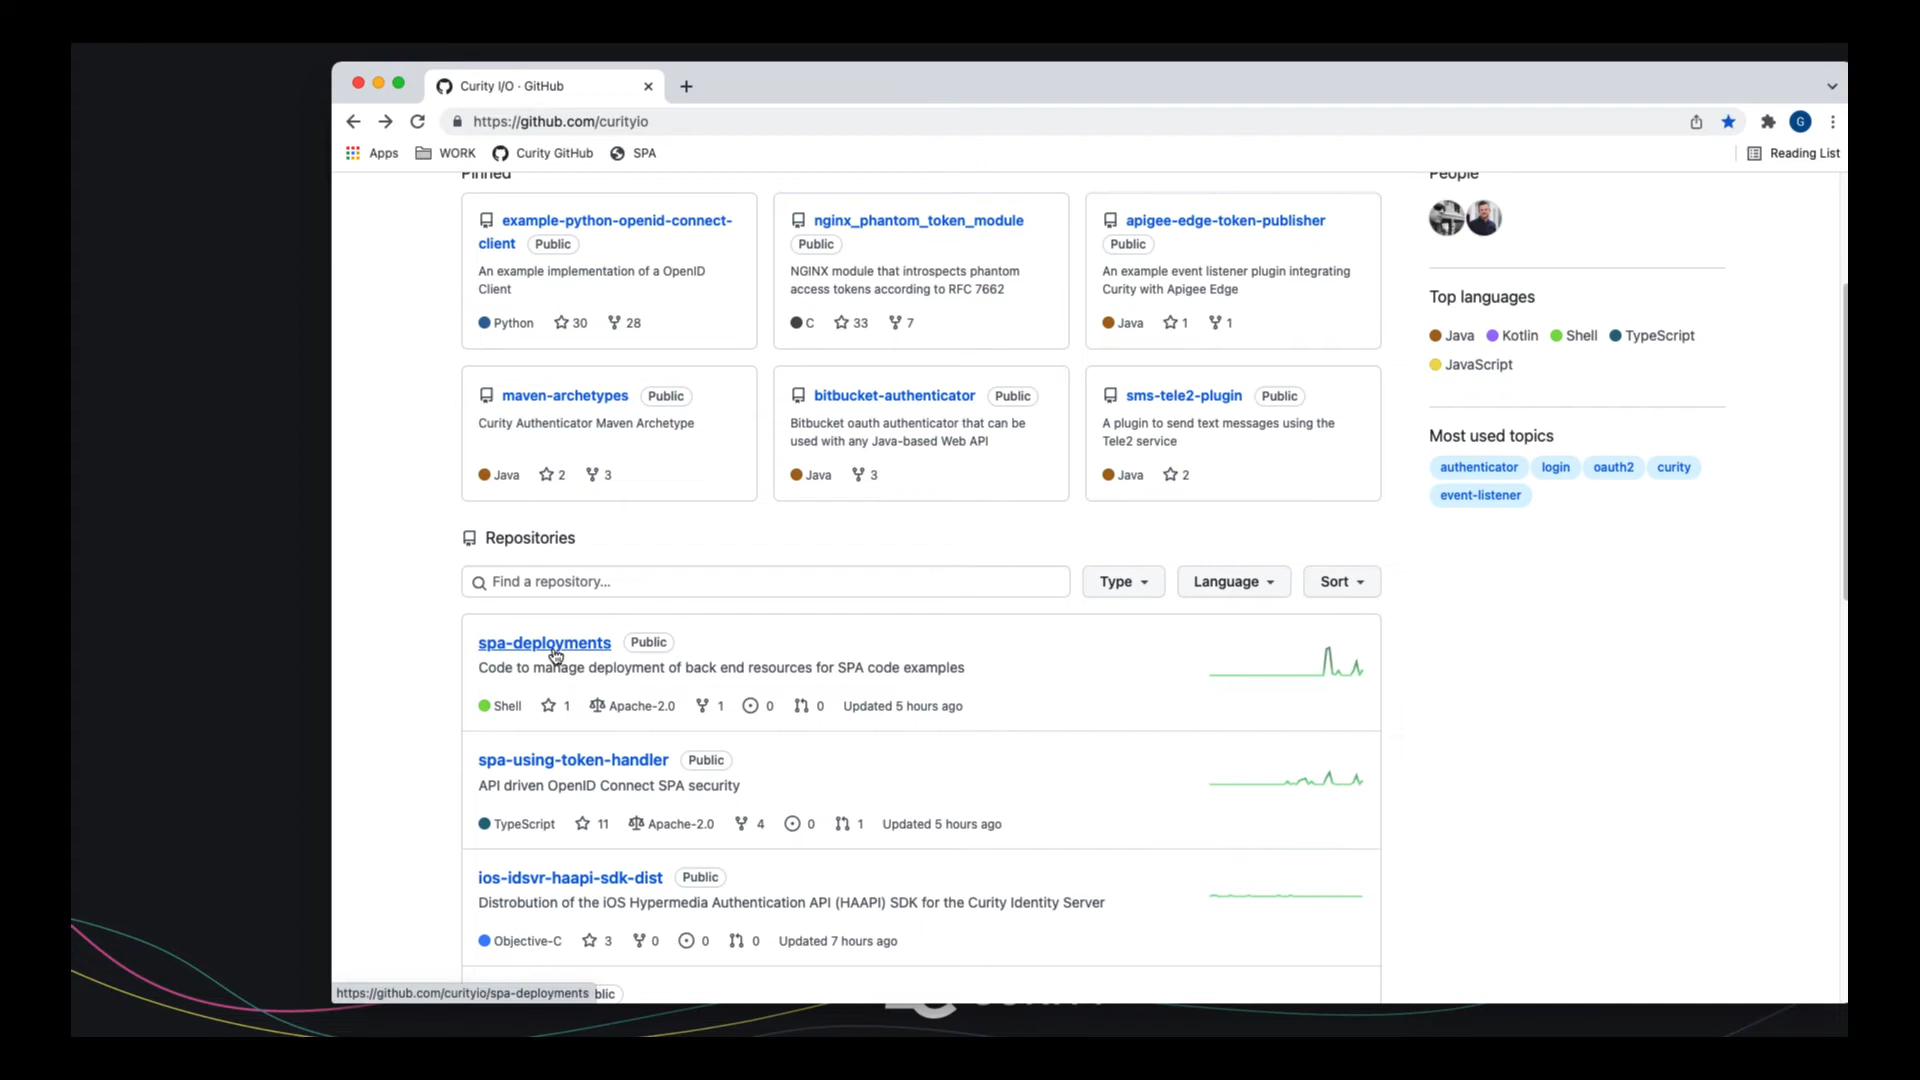 Curity I/O · GitHub
https://github.com/curityio
Apps WORK Curity GitHub SPA Reading List
Pinned
example-python-openid-connect-
client Public
An example implementation of a OpenID
Client
Python 30 28
nginx_phantom_token_module
Public
NGINX module that introspects phantom
access tokens according to RFC 7662
C 33 7
apigee-edge-token-publisher
Public
An example event listener plugin integrating
Curity with Apigee Edge
Java 1 1
maven-archetypes Public
Curity Authenticator Maven Archetype
Java 2 3
bitbucket-authenticator Public
Bitbucket oauth authenticator that can be
used with any Java-based Web API
Java 3
sms-tele2-plugin Public
A plugin to send text messages using the
Tele2 service
Java 2
Repositories
Find a repository...
Type Language Sort
spa-deployments Public
Code to manage deployment of back end resources for SPA code examples
Shell 1 Apache-2.0 1 0 0 Updated 5 hours ago
spa-using-token-handler Public
API driven OpenID Connect SPA security
TypeScript 11 Apache-2.0 4 0 1 Updated 5 hours ago
ios-idsvr-haapi-sdk-dist Public
Distrobution of the iOS Hypermedia Authentication API (HAAPI) SDK for the Curity Identity Server
Objective-C 3 0 0 0 Updated 7 hours ago
https://github.com/curityio/spa-deployments blic
People
G
Top languages
Java Kotlin Shell TypeScript
JavaScript
Most used topics
authenticator login oauth2 curity
event-listener